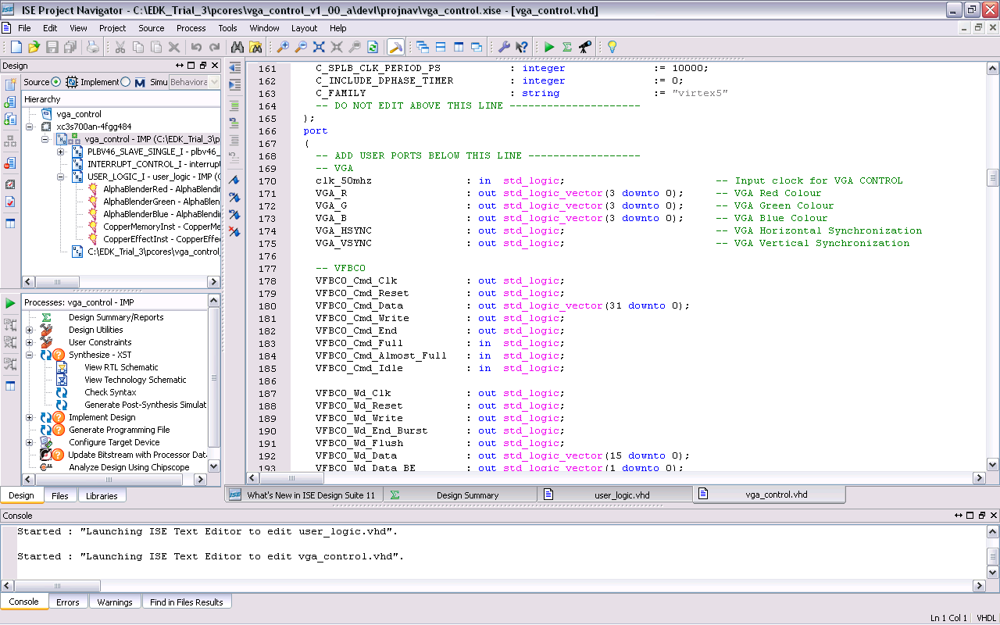 ISE Project Navigator - C:\EDK_Trial_3\pcores\vga_control_v1_00_a\devl\projnav\vga_control.xise - [vga_control.vhd]
File Edit View Project Source Process Tools Window Layout Help
Design
Source Implement Simu Behaviora
Hierarchy
vga_control
xc3s700an-4fgg484
vga_control - IMP (C:\EDK_Trial_3\p
PLBV46_SLAVE_SINGLE_I - plbv46_
INTERRUPT_CONTROL_I - interrupt
USER_LOGIC_I - user_logic - IMP (C
AlphaBlenderRed - AlphaBlendin
AlphaBlenderGreen - AlphaBlend
AlphaBlenderBlue - AlphaBlendin
CopperMemoryInst - CopperMe
CopperEffectInst - CopperEffec
C:\EDK_Trial_3\pcores\vga_control
Processes: vga_control - IMP
Design Summary/Reports
Design Utilities
User Constraints
Synthesize - XST
View RTL Schematic
View Technology Schematic
Check Syntax
Generate Post-Synthesis Simulat
Implement Design
Generate Programming File
Configure Target Device
Update Bitstream with Processor Dat
Analyze Design Using Chipscope
Design Files Libraries
161 C_SPLB_CLK_PERIOD_PS : integer := 10000;
162 C_INCLUDE_DPHASE_TIMER : integer := 0;
163 C_FAMILY : string := "virtex5"
164 -- DO NOT EDIT ABOVE THIS LINE ---------------------
165 );
166 port
167 (
168 -- ADD USER PORTS BELOW THIS LINE ------------------
169 -- VGA
170 clk_50mhz : in std_logic; -- Input clock for VGA CONTROL
171 VGA_R : out std_logic_vector(3 downto 0); -- VGA Red Colour
172 VGA_G : out std_logic_vector(3 downto 0); -- VGA Green Colour
173 VGA_B : out std_logic_vector(3 downto 0); -- VGA Blue Colour
174 VGA_HSYNC : out std_logic; -- VGA Horizontal Synchronization
175 VGA_VSYNC : out std_logic; -- VGA Vertical Synchronization
176
177 -- VFBC0
178 VFBC0_Cmd_Clk : out std_logic;
179 VFBC0_Cmd_Reset : out std_logic;
180 VFBC0_Cmd_Data : out std_logic_vector(31 downto 0);
181 VFBC0_Cmd_Write : out std_logic;
182 VFBC0_Cmd_End : out std_logic;
183 VFBC0_Cmd_Full : in std_logic;
184 VFBC0_Cmd_Almost_Full : in std_logic;
185 VFBC0_Cmd_Idle : in std_logic;
186
187 VFBC0_Wd_Clk : out std_logic;
188 VFBC0_Wd_Reset : out std_logic;
189 VFBC0_Wd_Write : out std_logic;
190 VFBC0_Wd_End_Burst : out std_logic;
191 VFBC0_Wd_Flush : out std_logic;
192 VFBC0_Wd_Data : out std_logic_vector(15 downto 0);
193 VFBC0_Wd_Data_BE : out std_logic_vector(1 downto 0);
What's New in ISE Design Suite 11 Design Summary user_logic.vhd vga_control.vhd
Console
Started : "Launching ISE Text Editor to edit user_logic.vhd".
Started : "Launching ISE Text Editor to edit vga_control.vhd".
Console Errors Warnings Find in Files Results
Ln 1 Col 1 VHDL